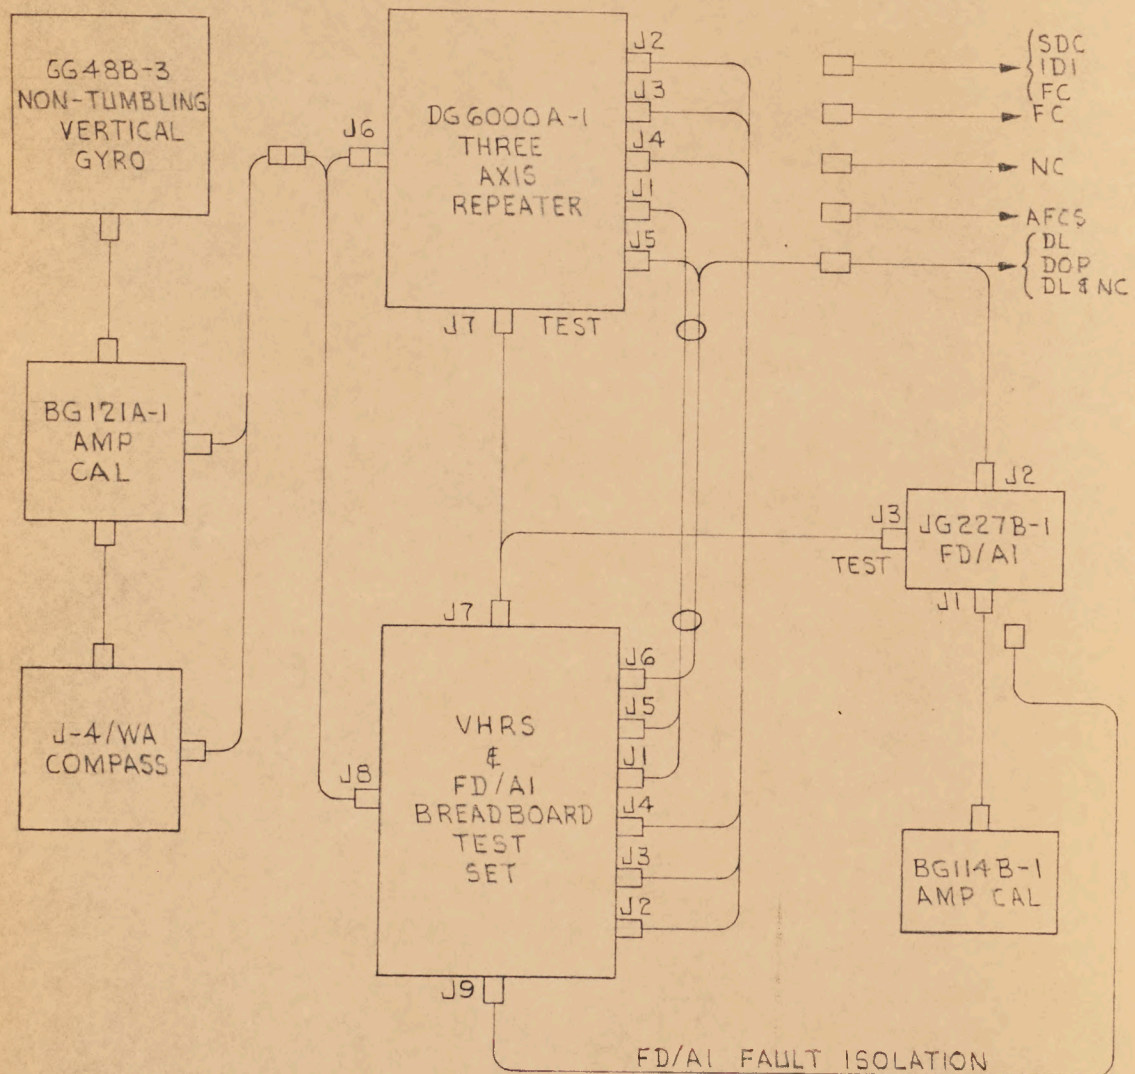 GG48B-3
NON-TUMBLING
VERTICAL
GYRO
BG121A-1
AMP
CAL
J-4/WA
COMPASS
J6
DG6000A-1
THREE
AXIS
REPEATER
J2
J3
J4
J1
J5
J7 TEST
SDC
IDI
FC
FC
NC
AFCS
DL
DOP
DL & NC
J2
J3
TEST
JG227B-1
FD/AI
J1
BG114B-1
AMP CAL
J7
J8
VHRS
&
FD/AI
BREADBOARD
TEST
SET
J6
J5
J1
J4
J3
J2
J9
FD/AI FAULT ISOLATION